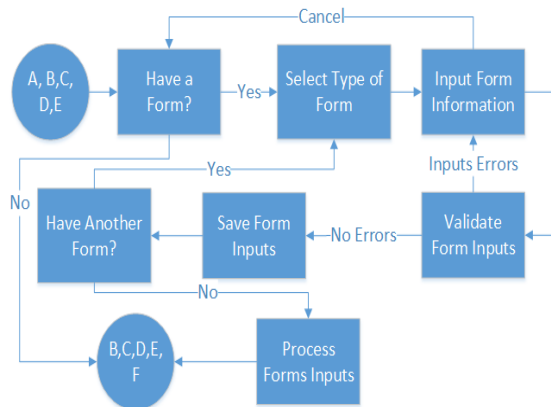 Cancel
A, B,C,
D,E
Have a
Form?
Yes
Select Type of
Form
Input Form
Information
Inputs Errors
Yes
No
Have Another
Form?
Save Form
Inputs
No Errors
Validate
Form Inputs
No
B,C,D,E,
F
Process
Forms Inputs